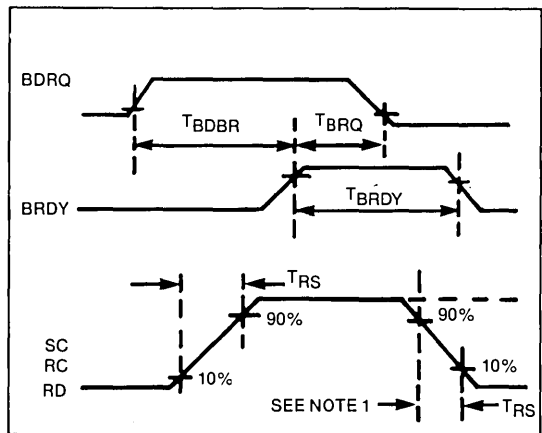 BDRQ
TBDBR
TBRQ
BRDY
TBRDY
TRS
90%
10%
90%
10%
SC
RC
RD
SEE NOTE 1
TRS